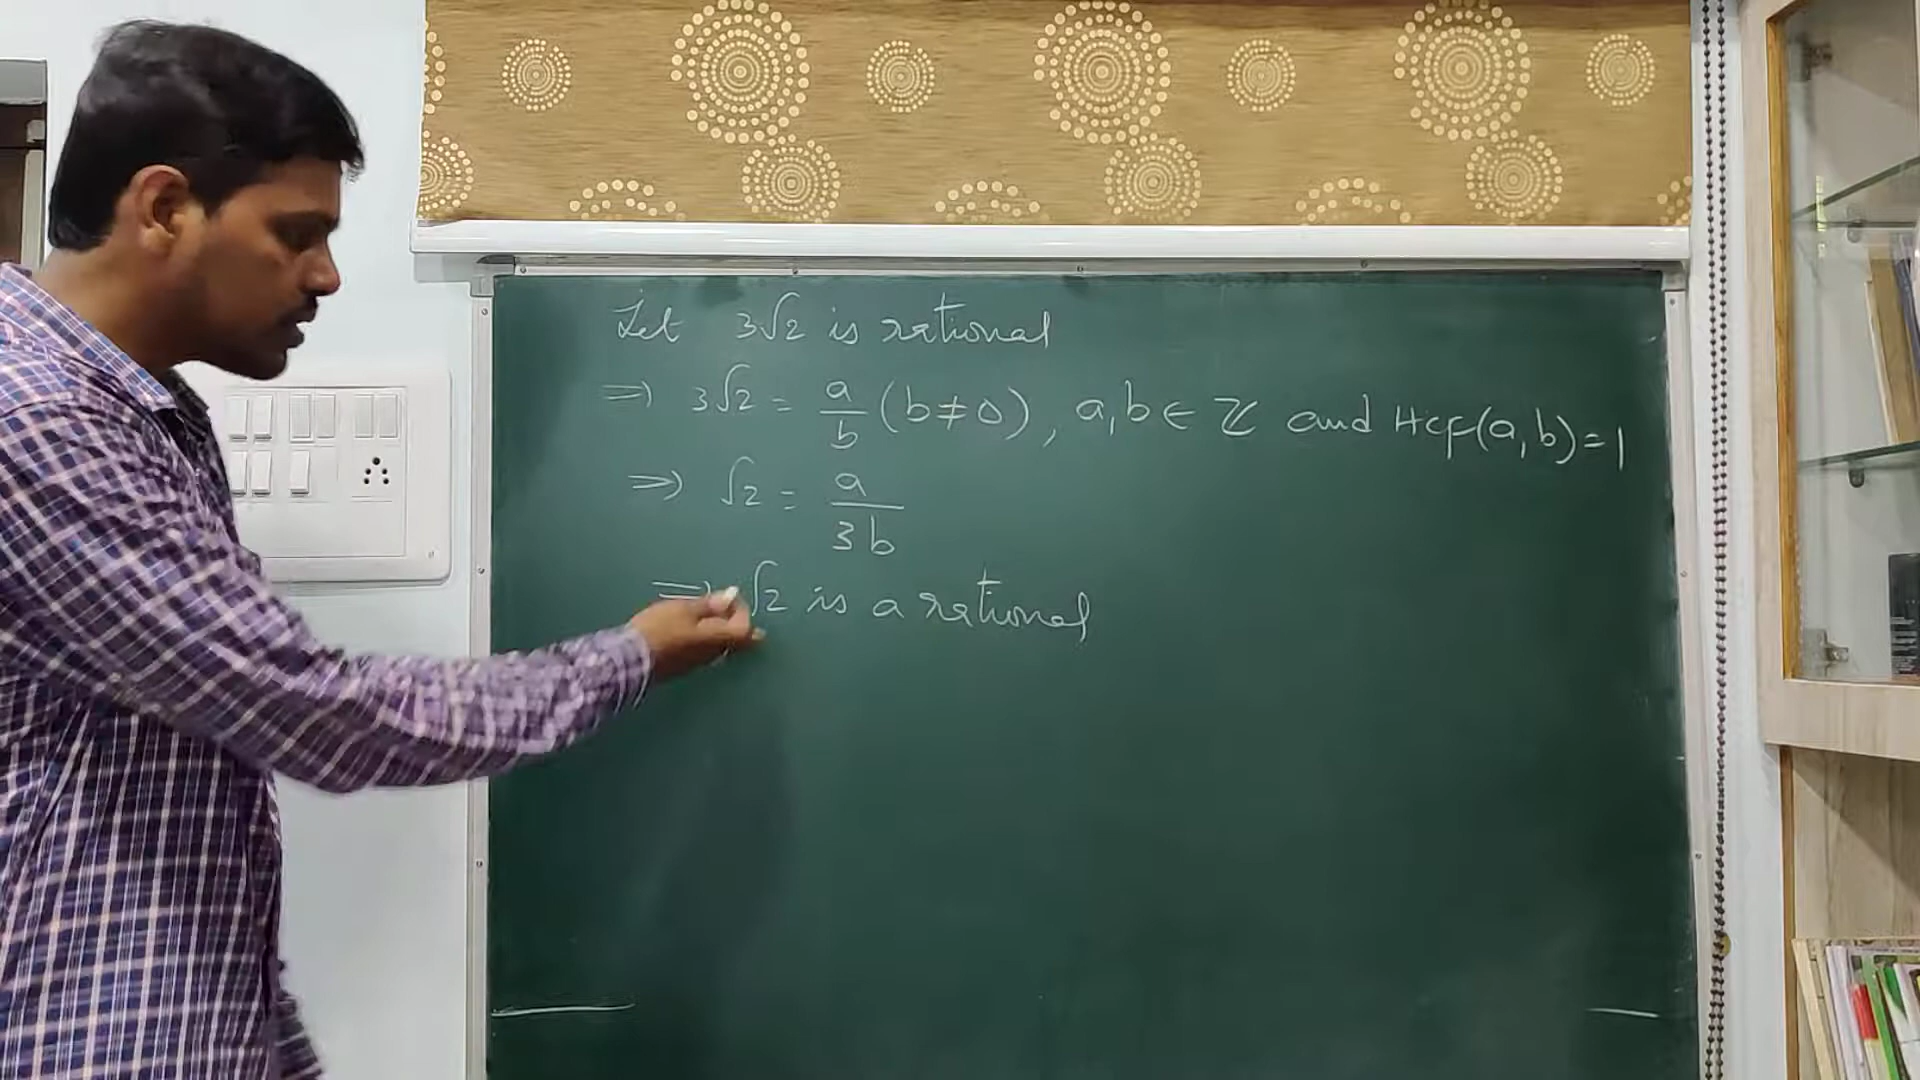 Let 3√2 is rational
⇒ 3√2 = a/b (b≠0), a,b ∈ ℤ and Hcf(a,b)=1
⇒ √2 = a/3b
⇒ √2 is a rational